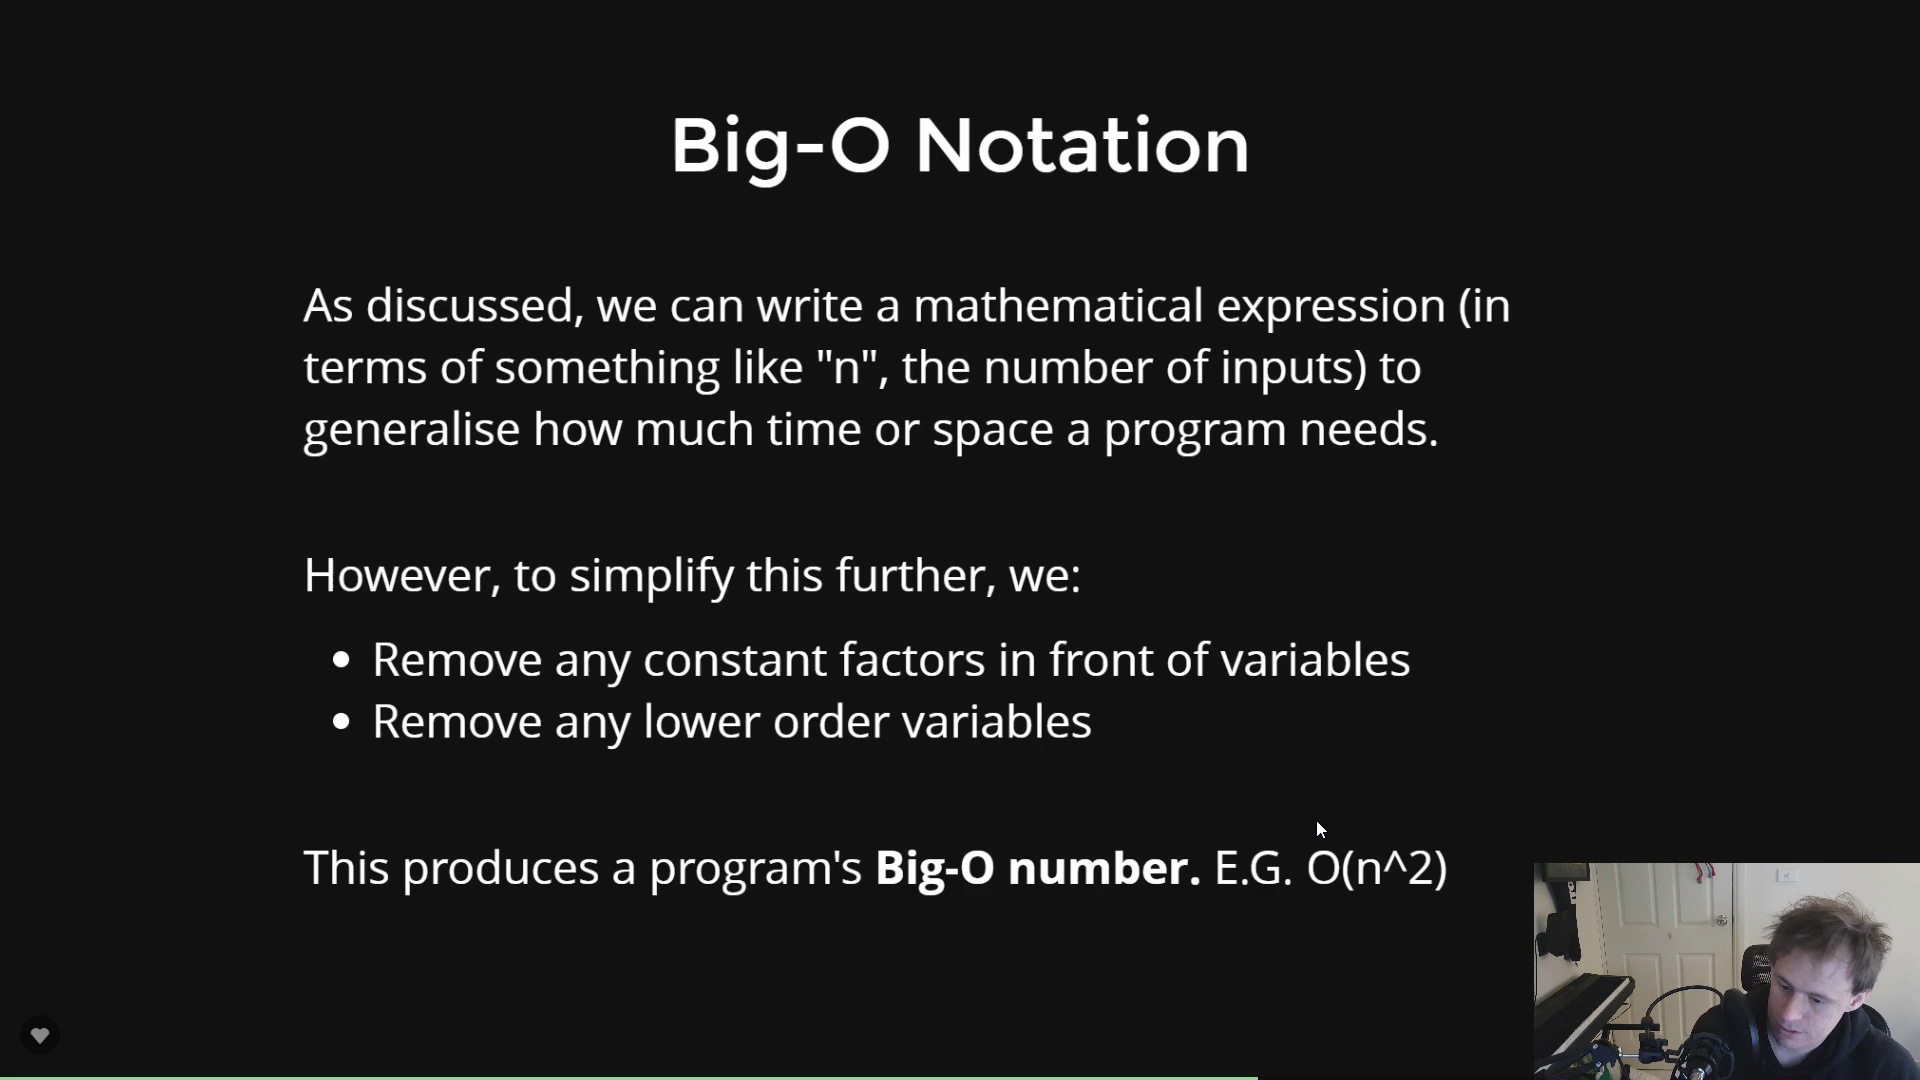 Big-O Notation
As discussed, we can write a mathematical expression (in
terms of something like "n", the number of inputs) to
generalise how much time or space a program needs.
However, to simplify this further, we:
• Remove any constant factors in front of variables
• Remove any lower order variables
This produces a program's Big-O number. E.G. O(n^2)